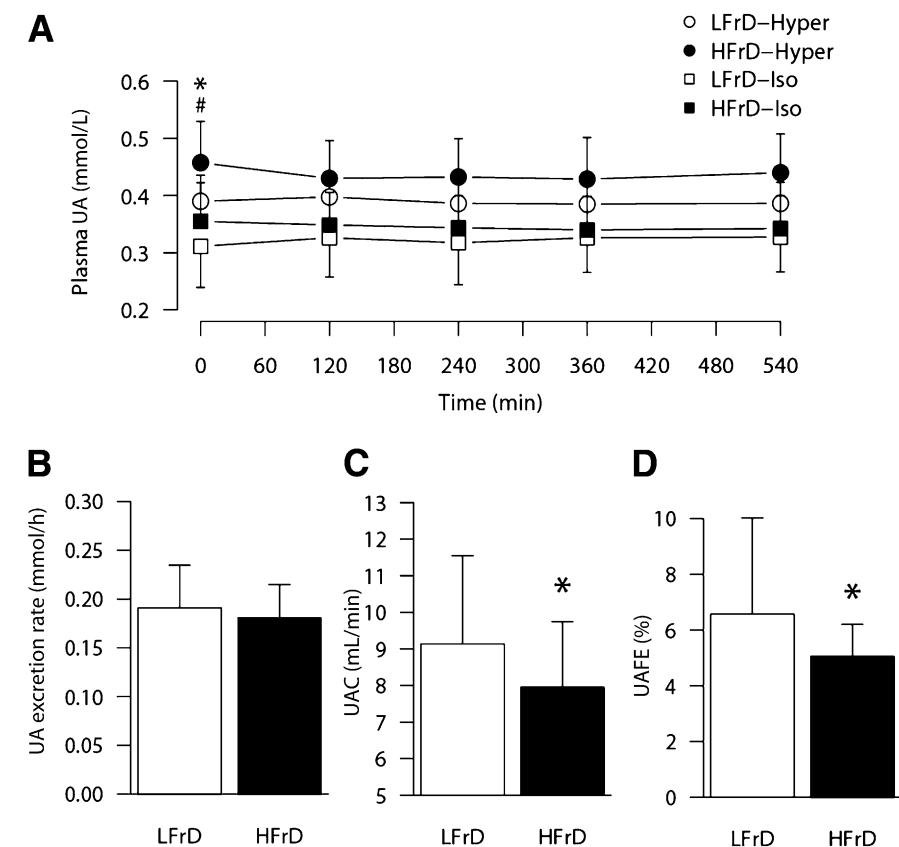 A
LFrD–Hyper
HFrD–Hyper
LFrD–Iso
HFrD–Iso
Plasma UA (mmol/L)
0.6
0.5
0.4
0.3
0.2
*
#
0 60 120 180 240 300 360 420 480 540
Time (min)
B
UA excretion rate (mmol/h)
0.30
0.25
0.20
0.15
0.10
0.05
0.00
LFrD HFrD
C
UAC (mL/min)
13
12
11
10
9
8
7
6
5
*
LFrD HFrD
D
UAFE (%)
10
8
6
4
2
0
*
LFrD HFrD